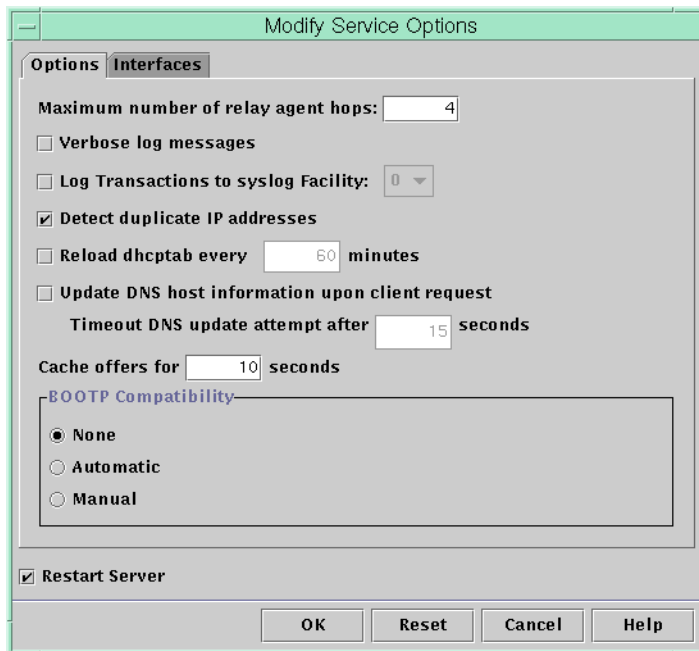 Modify Service Options
Options Interfaces
Maximum number of relay agent hops: 4
Verbose log messages
Log Transactions to syslog Facility: 0
Detect duplicate IP addresses
Reload dhcptab every 60 minutes
Update DNS host information upon client request
Timeout DNS update attempt after 15 seconds
Cache offers for 10 seconds
BOOTP Compatibility
None
Automatic
Manual
Restart Server
OK Reset Cancel Help